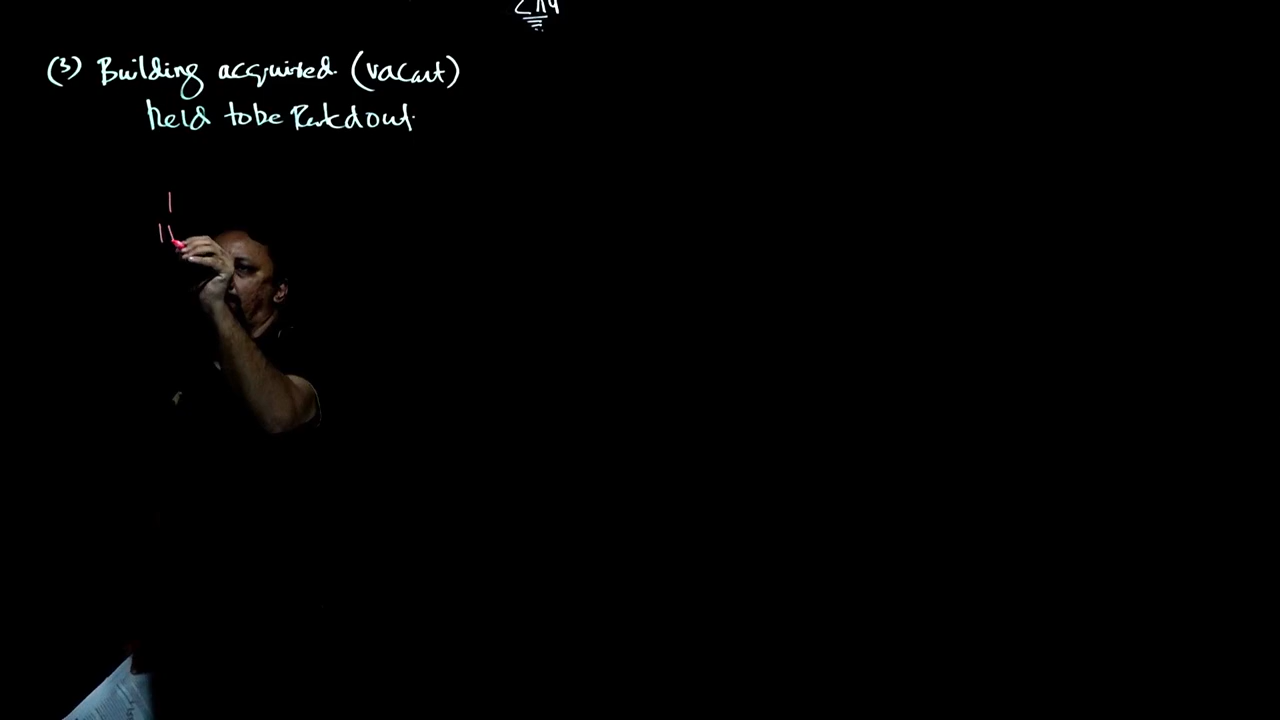 (3) Building acquired. (vacant)
held to be Rented out.